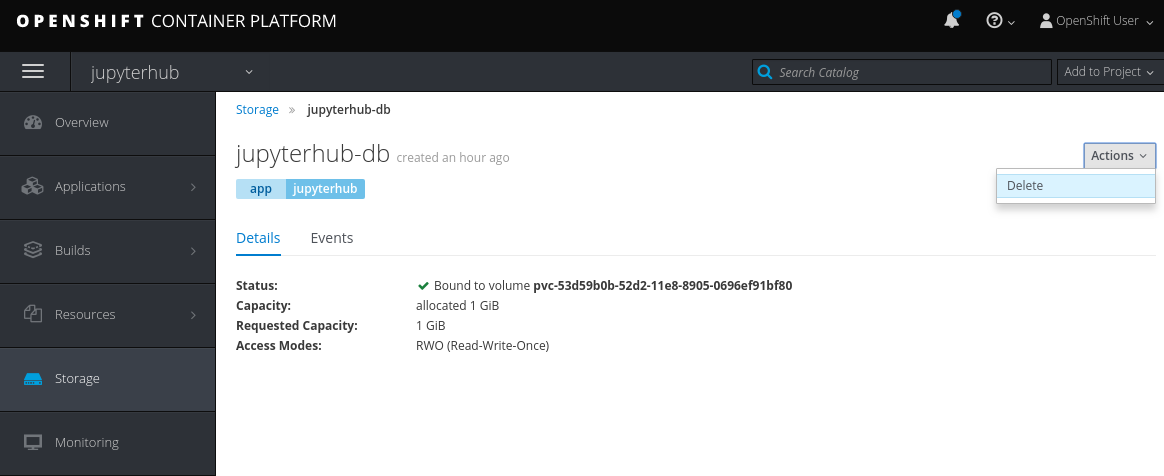 OPENSHIFT CONTAINER PLATFORM
OpenShift User
jupyterhub
Search Catalog
Add to Project
Overview
Applications
Builds
Resources
Storage
Monitoring
Storage » jupyterhub-db
jupyterhub-db created an hour ago
Actions
Delete
app jupyterhub
Details Events
Status: Bound to volume pvc-53d59b0b-52d2-11e8-8905-0696ef91bf80
Capacity: allocated 1 GiB
Requested Capacity: 1 GiB
Access Modes: RWO (Read-Write-Once)